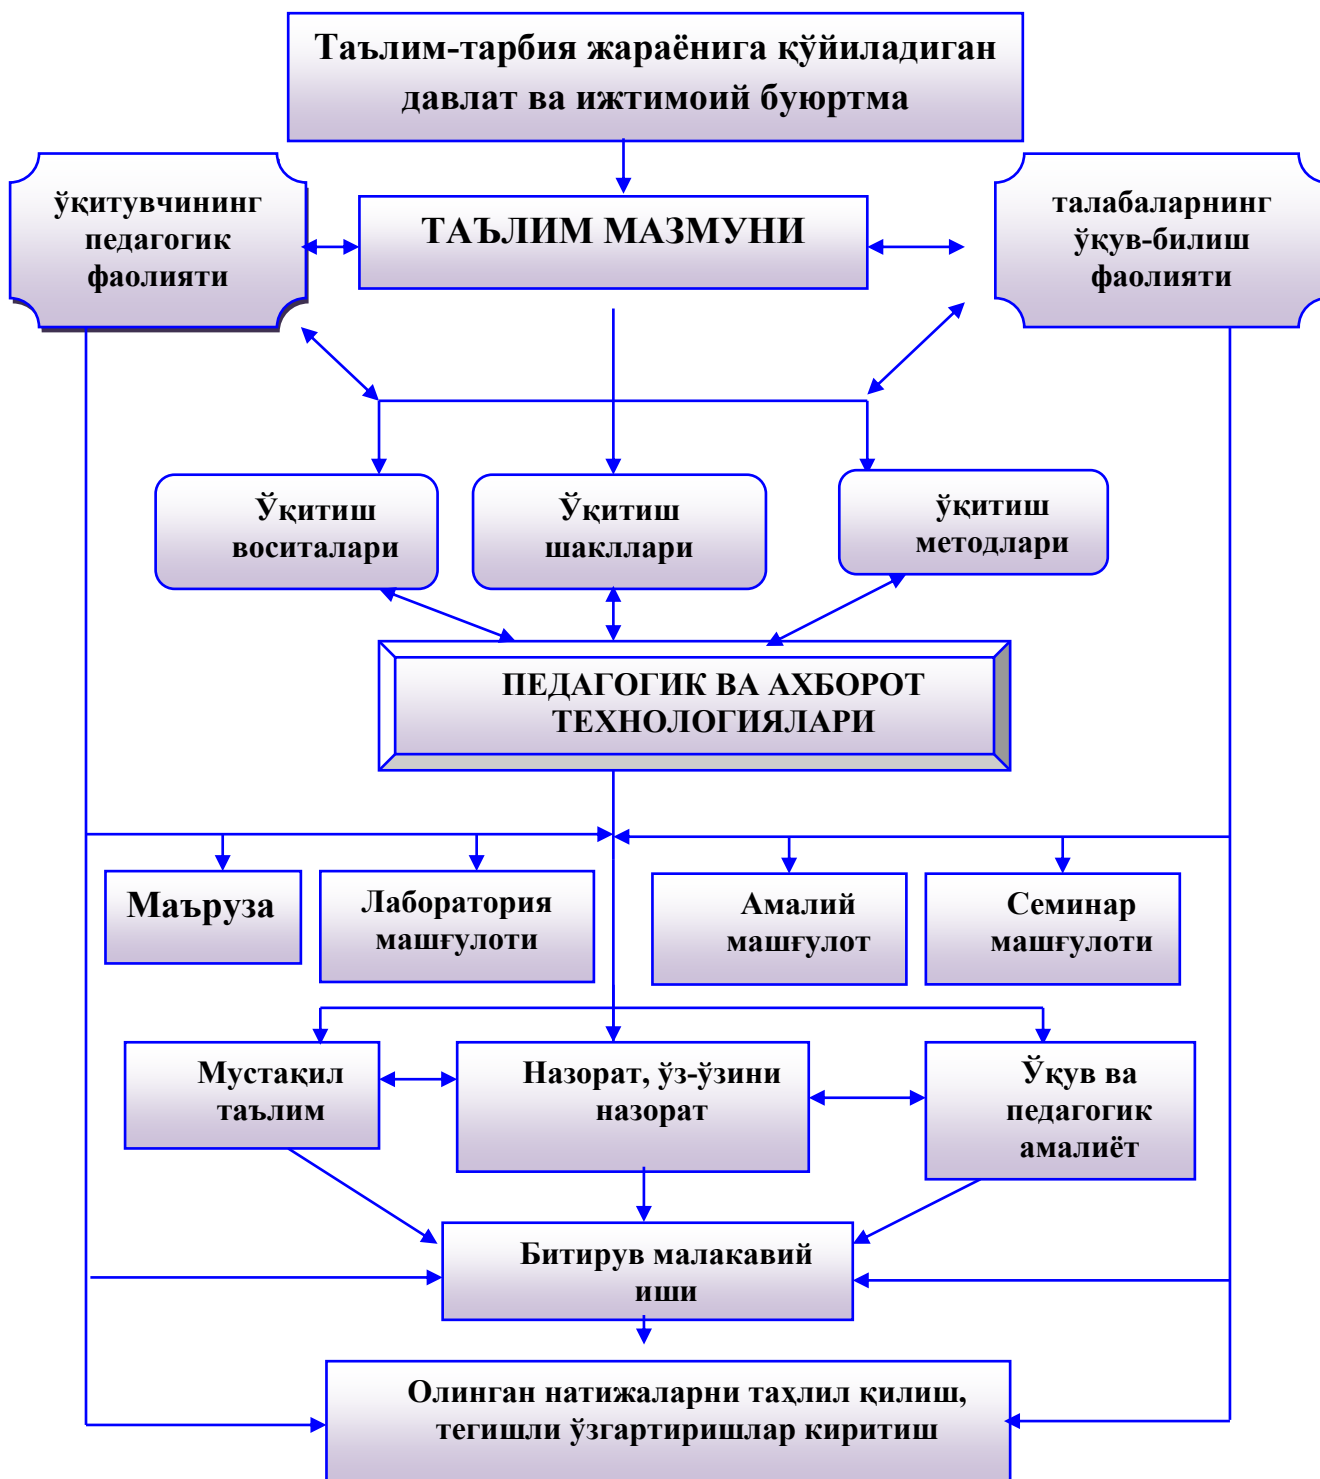 Таълим-тарбия жараёнига қўйиладиган
давлат ва ижтимоий буюртма
ўқитувчининг
педагогик
фаолияти
ТАЪЛИМ МАЗМУНИ
талабаларнинг
ўқув-билиш
фаолияти
Ўқитиш
воситалари
Ўқитиш
шакллари
ўқитиш
методлари
ПЕДАГОГИК ВА АХБОРОТ
ТЕХНОЛОГИЯЛАРИ
Маъруза
Лаборатория
машғулоти
Амалий
машғулот
Семинар
машғулоти
Мустақил
таълим
Назорат, ўз-ўзини
назорат
Ўқув ва
педагогик
амалиёт
Битирув малакавий
иши
Олинган натижаларни таҳлил қилиш,
тегишли ўзгартиришлар киритиш